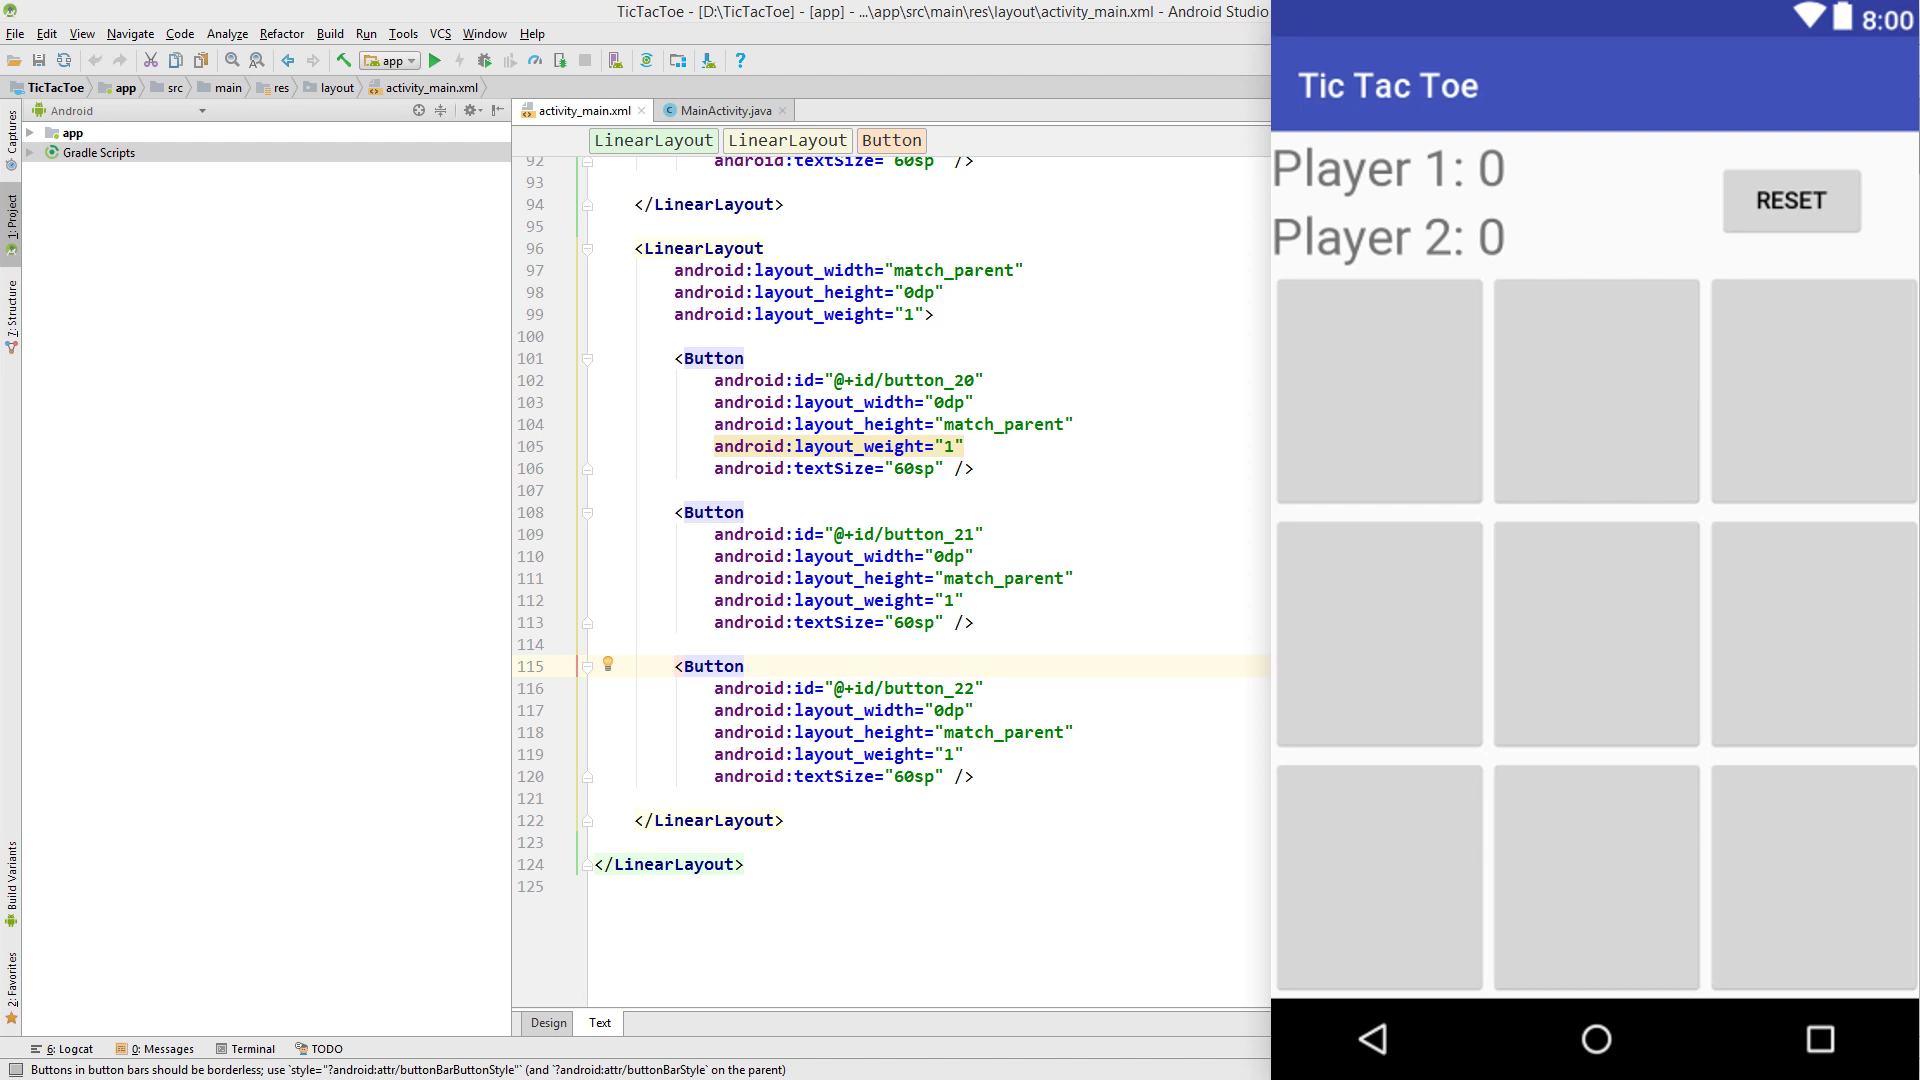 TicTacToe - [D:\TicTacToe] - [app] - ...\app\src\main\res\layout\activity_main.xml - Android Studio
File Edit View Navigate Code Analyze Refactor Build Run Tools VCS Window Help
app
TicTacToe app src main res layout activity_main.xml
Android
app
Gradle Scripts
Captures
1: Project
7: Structure
Build Variants
2: Favorites
activity_main.xml MainActivity.java
LinearLayout LinearLayout Button
92 android:textSize="60sp" />
93
94 </LinearLayout>
95
96 <LinearLayout
97 android:layout_width="match_parent"
98 android:layout_height="0dp"
99 android:layout_weight="1">
100
101 <Button
102 android:id="@+id/button_20"
103 android:layout_width="0dp"
104 android:layout_height="match_parent"
105 android:layout_weight="1"
106 android:textSize="60sp" />
107
108 <Button
109 android:id="@+id/button_21"
110 android:layout_width="0dp"
111 android:layout_height="match_parent"
112 android:layout_weight="1"
113 android:textSize="60sp" />
114
115 <Button
116 android:id="@+id/button_22"
117 android:layout_width="0dp"
118 android:layout_height="match_parent"
119 android:layout_weight="1"
120 android:textSize="60sp" />
121
122 </LinearLayout>
123
124 </LinearLayout>
125
Design Text
6: Logcat 0: Messages Terminal TODO
Buttons in button bars should be borderless; use `style="?android:attr/buttonBarButtonStyle"` (and `?android:attr/buttonBarStyle` on the parent)
8:00
Tic Tac Toe
Player 1: 0
RESET
Player 2: 0